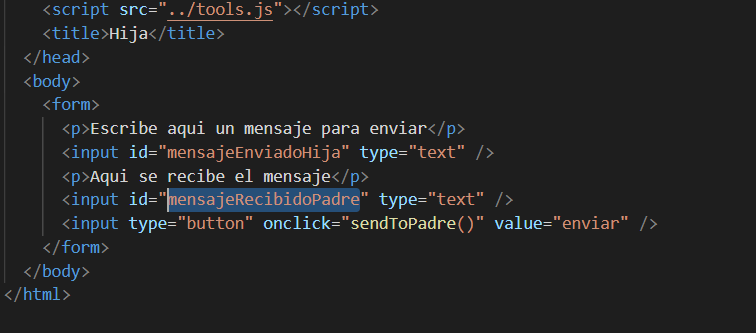 <script src="../tools.js"></script>
<title>Hija</title>
</head>
<body>
<form>
<p>Escribe aqui un mensaje para enviar</p>
<input id="mensajeEnviadoHija" type="text" />
<p>Aqui se recibe el mensaje</p>
<input id="mensajeRecibidoPadre" type="text" />
<input type="button" onclick="sendToPadre()" value="enviar" />
</form>
</body>
</html>